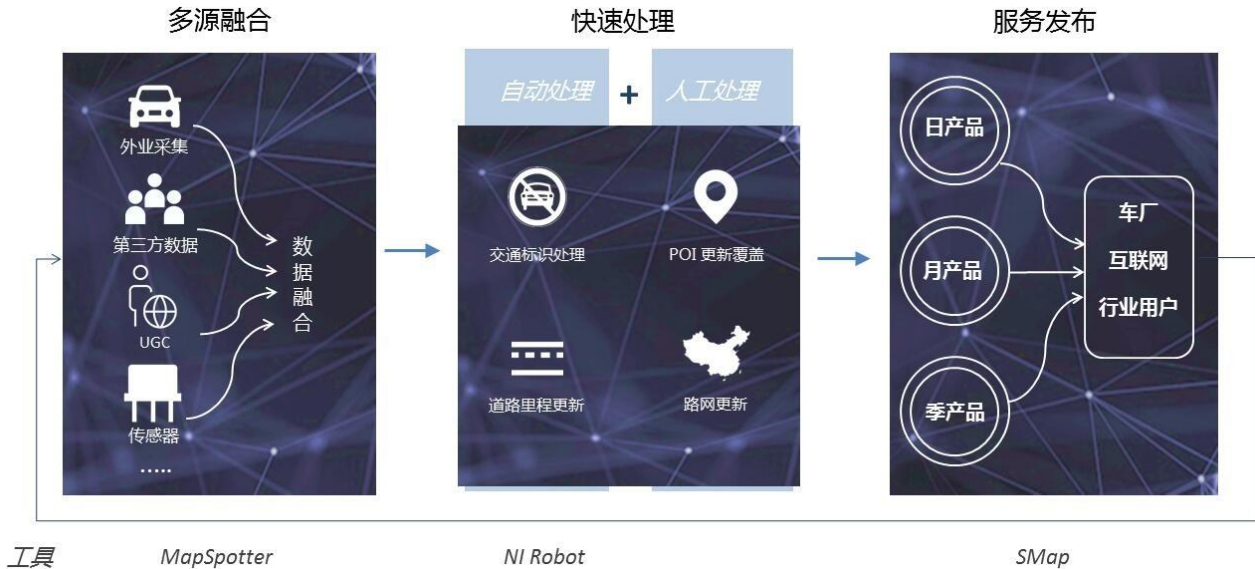 多源融合
快速处理
服务发布
外业采集
第三方数据
UGC
传感器
.....
数
据
融
合
自动处理
+
人工处理
交通标识处理
POI 更新覆盖
道路里程更新
路网更新
日产品
月产品
季产品
车厂
互联网
行业用户
工具
MapSpotter
NI Robot
SMap